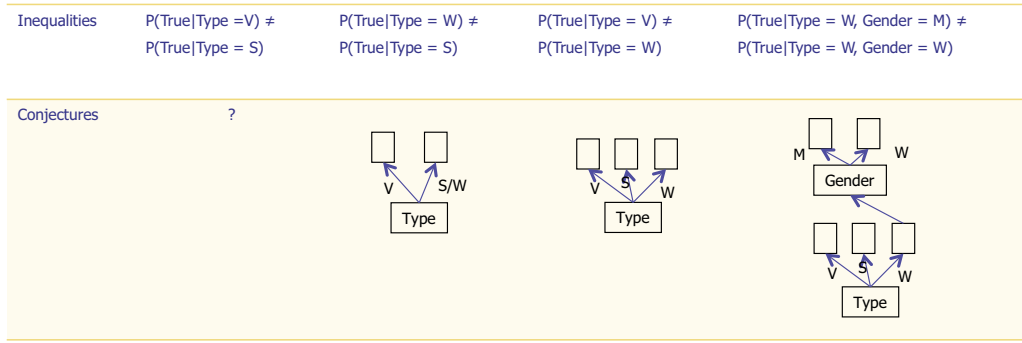 Inequalities P(True|Type =V) ≠ P(True|Type = W) ≠ P(True|Type = V) ≠ P(True|Type = W, Gender = M) ≠
P(True|Type = S) P(True|Type = S) P(True|Type = W) P(True|Type = W, Gender = W)
Conjectures ?
V S/W
Type
V S W
Type
M W
Gender
V S W
Type